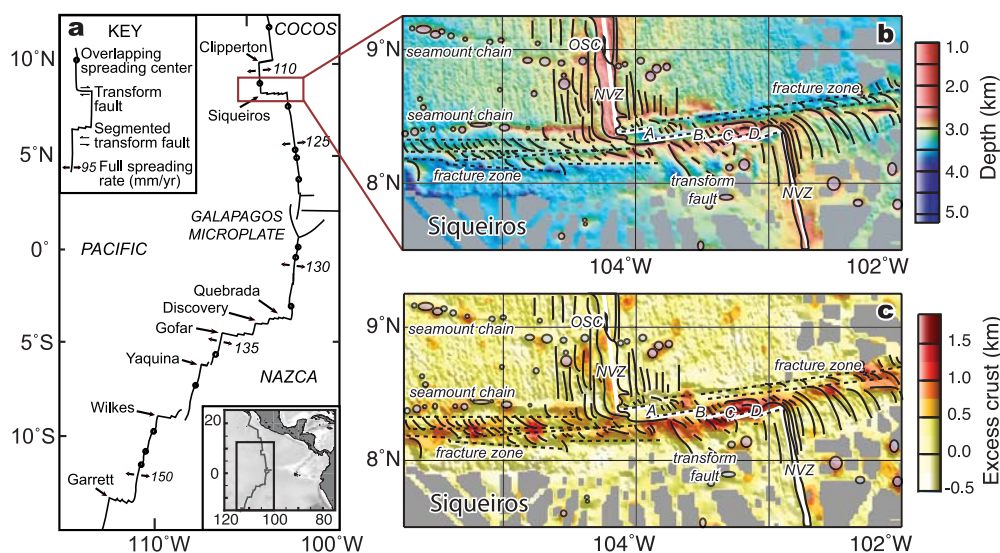 a
KEY
Overlapping
spreading center
Transform
fault
Segmented
transform fault
95 Full spreading
rate (mm/yr)
10°N
5°N
0°
5°S
10°S
110°W
100°W
COCOS
Clipperton
110
Siqueiros
125
GALAPAGOS
MICROPLATE
PACIFIC
130
Quebrada
Discovery
Gofar
135
Yaquina
NAZCA
Wilkes
150
Garrett
20
0
0
20
120
100
80
b
9°N
8°N
OSC
NVZ
seamount chain
fracture zone
A
B
C
D
seamount chain
fracture zone
transform
fault
NVZ
Siqueiros
104°W
102°W
1.0
2.0
3.0
4.0
5.0
Depth (km)
c
9°N
8°N
OSC
seamount chain
NVZ
fracture zone
seamount chain
A
B
C
D
fracture zone
transform
fault
NVZ
Siqueiros
104°W
102°W
1.5
1.0
0.5
0.0
-0.5
Excess crust (km)